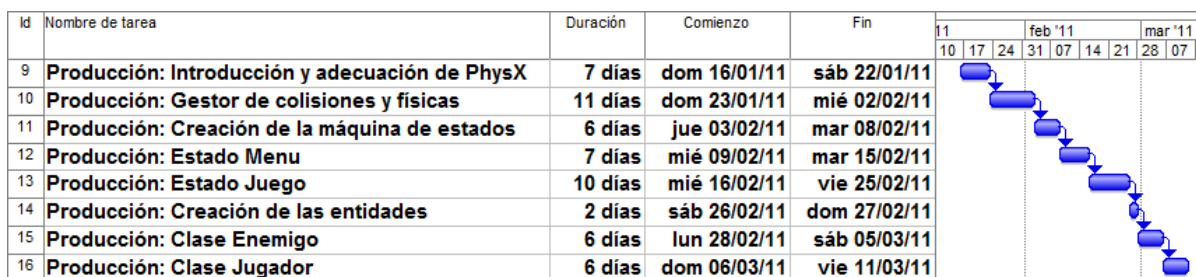 Id Nombre de tarea Duración Comienzo Fin 11 feb '11 mar '11
10 17 24 31 07 14 21 28 07
9 Producción: Introducción y adecuación de PhysX 7 días dom 16/01/11 sáb 22/01/11
10 Producción: Gestor de colisiones y físicas 11 días dom 23/01/11 mié 02/02/11
11 Producción: Creación de la máquina de estados 6 días jue 03/02/11 mar 08/02/11
12 Producción: Estado Menu 7 días mié 09/02/11 mar 15/02/11
13 Producción: Estado Juego 10 días mié 16/02/11 vie 25/02/11
14 Producción: Creación de las entidades 2 días sáb 26/02/11 dom 27/02/11
15 Producción: Clase Enemigo 6 días lun 28/02/11 sáb 05/03/11
16 Producción: Clase Jugador 6 días dom 06/03/11 vie 11/03/11